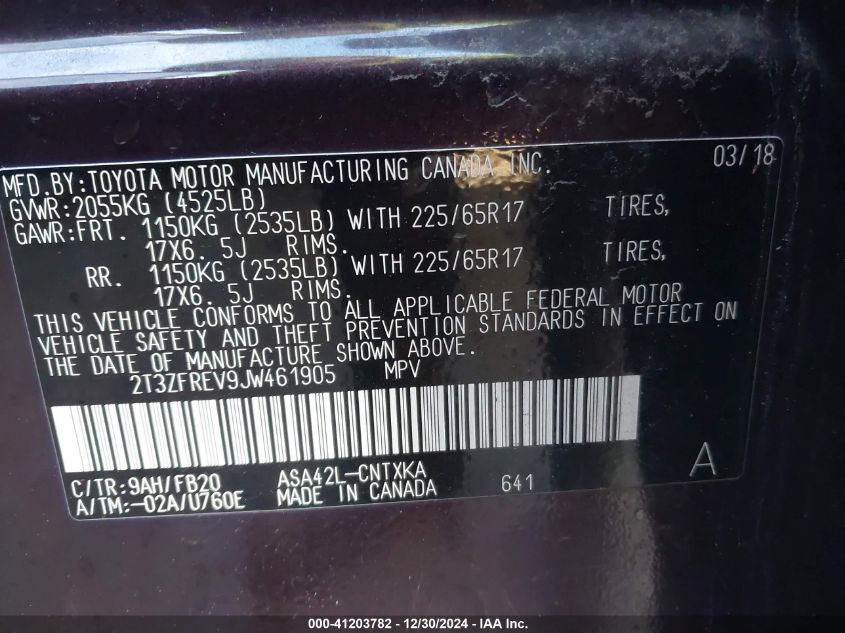 MFD.BY:TOYOTA MOTOR MANUFACTURING CANADA INC. 03/18
GVWR:2055KG (4525LB)
GAWR:FRT. 1150KG (2535LB) WITH 225/65R17 TIRES,
17X6. 5J RIMS.
RR. 1150KG (2535LB) WITH 225/65R17 TIRES,
17X6. 5J RIMS.
THIS VEHICLE CONFORMS TO ALL APPLICABLE FEDERAL MOTOR
VEHICLE SAFETY AND THEFT PREVENTION STANDARDS IN EFFECT ON
THE DATE OF MANUFACTURE SHOWN ABOVE.
2T3ZFREV9JW461905 MPV
C/TR:9AH/FB20 ASA42L-CNTXKA A
A/TM:-02A/U760E MADE IN CANADA 641
000-41203782 - 12/30/2024 - IAA Inc.